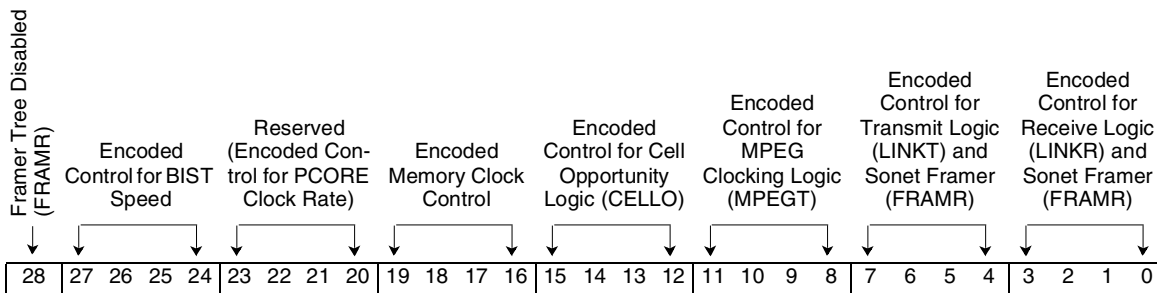 Framer Tree Disabled
(FRAMR)
Encoded
Control for BIST
Speed
Reserved
(Encoded Con-
trol for PCORE
Clock Rate)
Encoded
Memory Clock
Control
Encoded
Control for Cell
Opportunity
Logic (CELLO)
Encoded
Control for
MPEG
Clocking Logic
(MPEGT)
Encoded
Control for
Transmit Logic
(LINKT) and
Sonet Framer
(FRAMR)
Encoded
Control for
Receive Logic
(LINKR) and
Sonet Framer
(FRAMR)
28 27 26 25 24 23 22 21 20 19 18 17 16 15 14 13 12 11 10 9 8 7 6 5 4 3 2 1 0